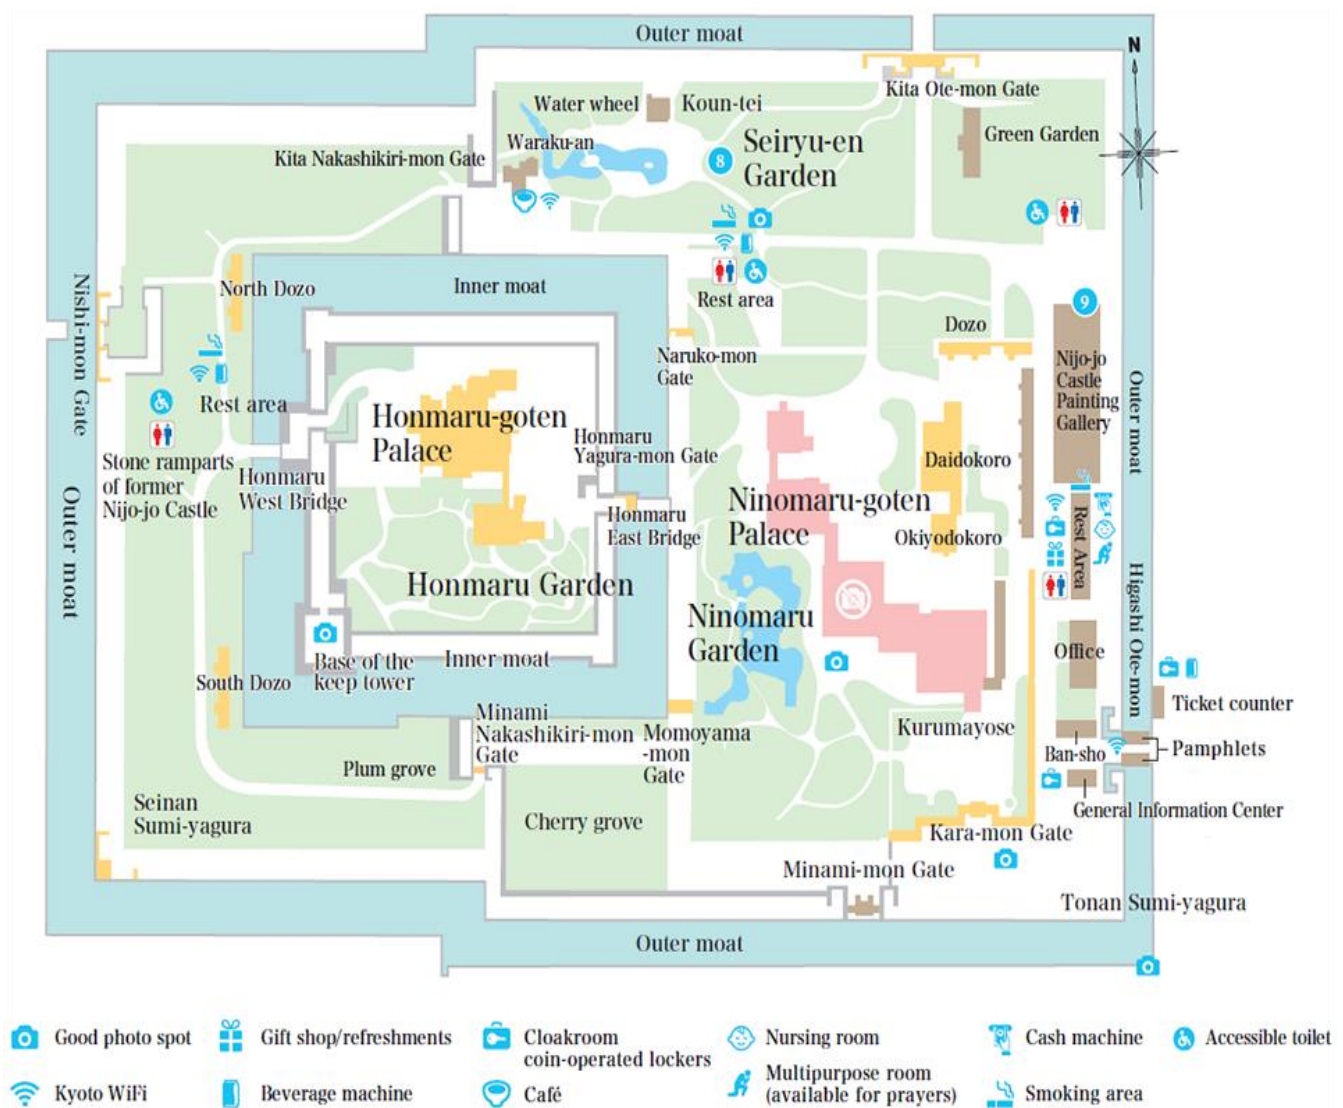 Outer moat
N
Kita Ote-mon Gate
Water wheel
Koun-tei
Green Garden
Waraku-an
Seiryu-en
Garden
8
Kita Nakashikiri-mon Gate
North Dozo
Inner moat
Rest area
9
Nishi-mon Gate
Dozo
Naruko-mon
Gate
Nijo-jo
Castle
Painting
Gallery
Outer moat
Rest area
Honmaru-goten
Palace
Honmaru
Yagura-mon Gate
Stone ramparts
of former
Nijo-jo Castle
Honmaru
West Bridge
Daidokoro
Outer moat
Ninomaru-goten
Palace
Honmaru
East Bridge
Okiyodokoro
Rest Area
Honmaru Garden
Ninomaru
Garden
Higashi Ote-mon
Office
Base of the
keep tower
Inner moat
South Dozo
Ticket counter
Minami
Nakashikiri-mon
Gate
Momoyama
-mon
Gate
Kurumayose
Ban-sho
Pamphlets
Plum grove
General Information Center
Seinan
Sumi-yagura
Cherry grove
Kara-mon Gate
Minami-mon Gate
Tonan Sumi-yagura
Outer moat
Good photo spot
Gift shop/refreshments
Cloakroom
coin-operated lockers
Nursing room
Cash machine
Accessible toilet
Kyoto WiFi
Beverage machine
Café
Multipurpose room
(available for prayers)
Smoking area